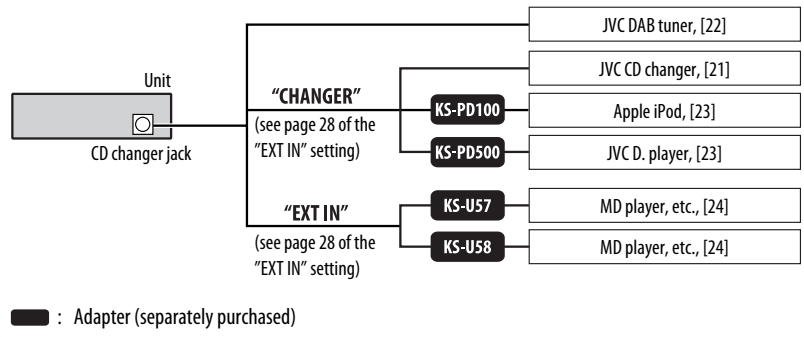 JVC DAB tuner, [22]
Unit
CD changer jack
“CHANGER”
(see page 28 of the
"EXT IN" setting)
JVC CD changer, [21]
KS-PD100
Apple iPod, [23]
KS-PD500
JVC D. player, [23]
“EXT IN”
(see page 28 of the
"EXT IN" setting)
KS-U57
MD player, etc., [24]
KS-U58
MD player, etc., [24]
: Adapter (separately purchased)